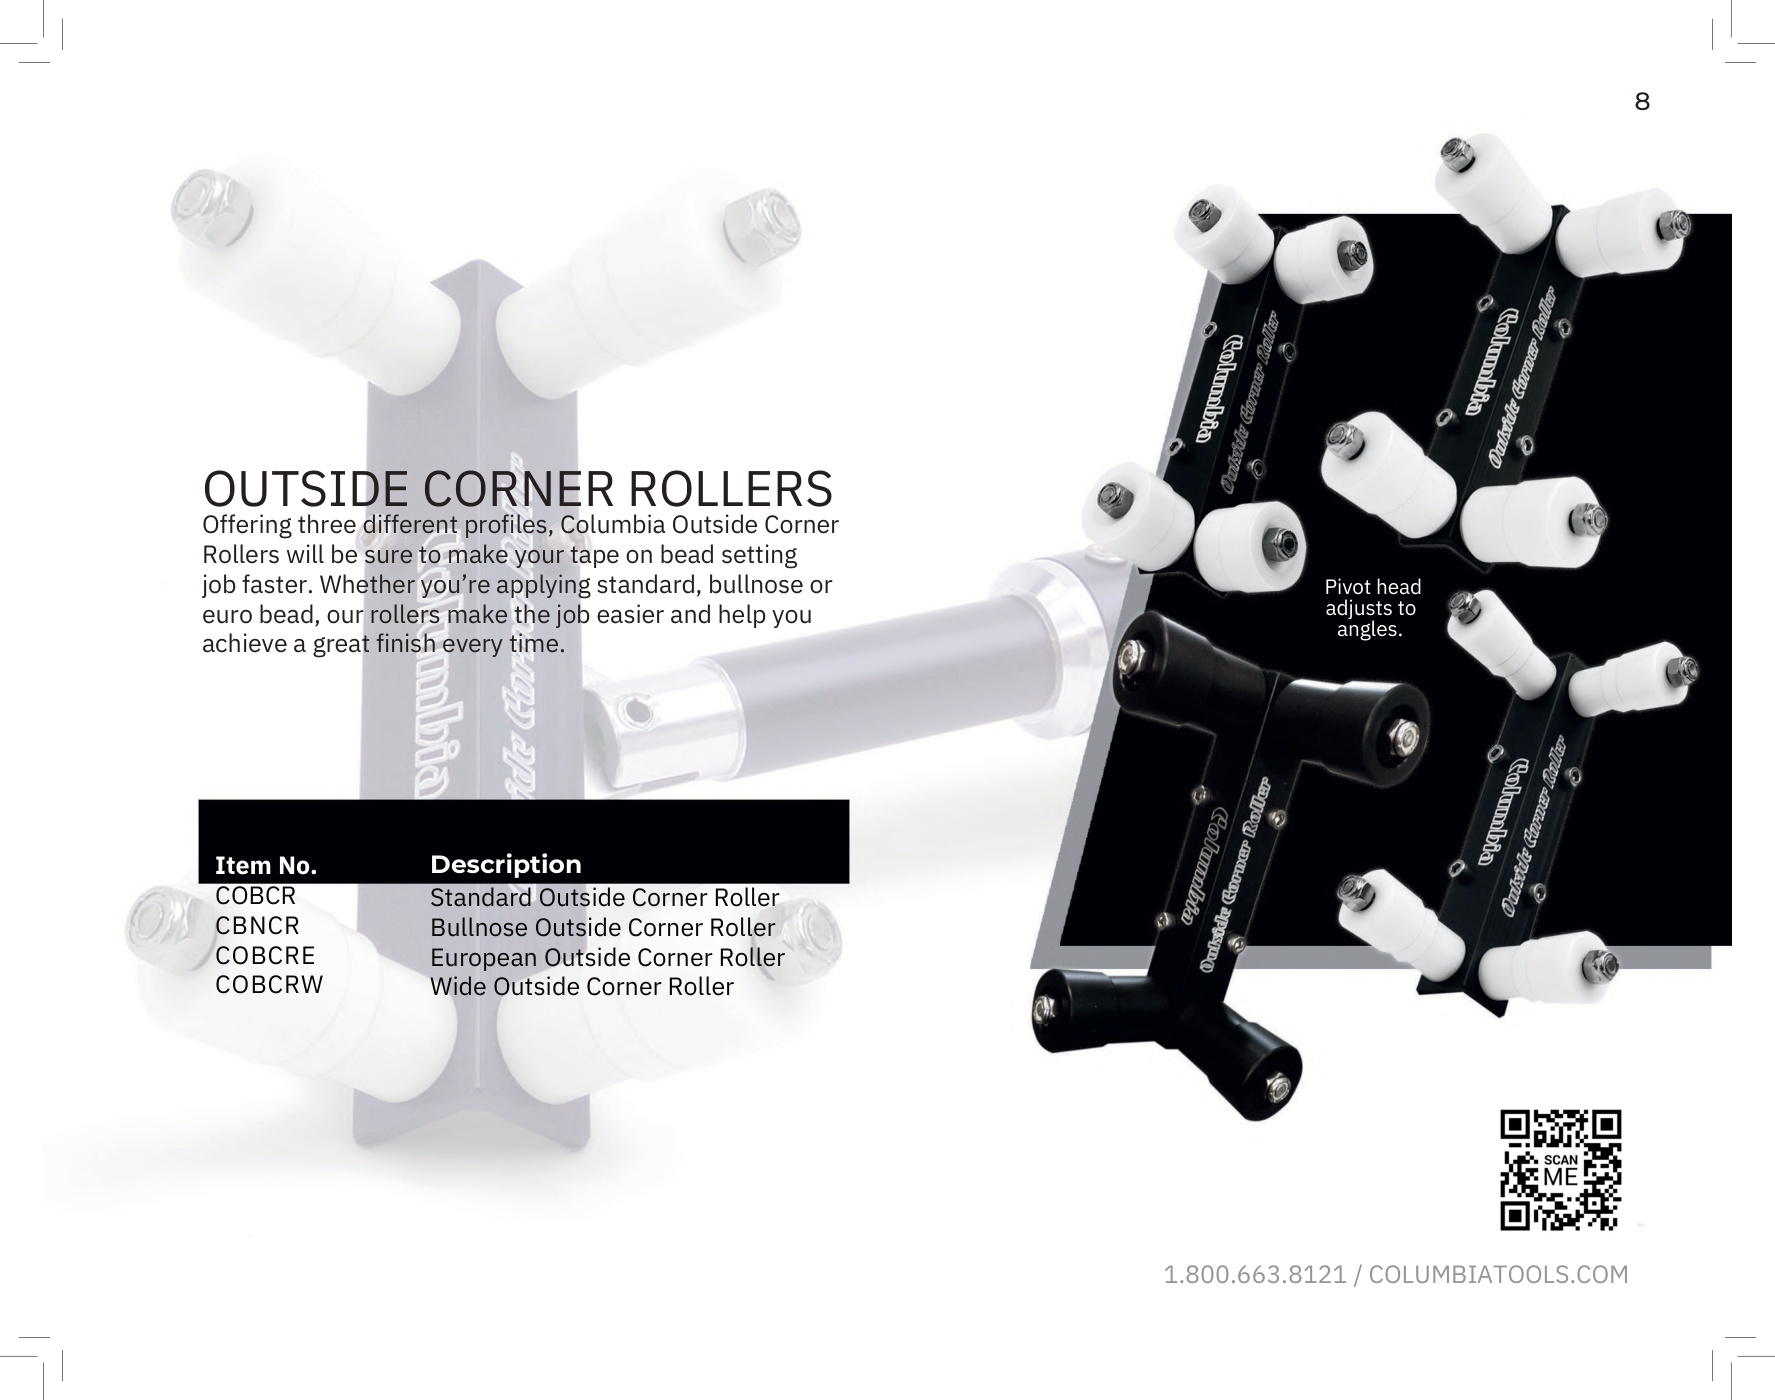 8
OUTSIDE CORNER ROLLERS
Offering three different profiles, Columbia Outside Corner
Rollers will be sure to make your tape on bead setting
job faster. Whether you’re applying standard, bullnose or
euro bead, our rollers make the job easier and help you
achieve a great finish every time.
Item No. Description
COBCR Standard Outside Corner Roller
CBNCR Bullnose Outside Corner Roller
COBCRE European Outside Corner Roller
COBCRW Wide Outside Corner Roller
Columbia
Outside Corner Roller
Columbia
Outside Corner Roller
Columbia
Outside Corner Roller
Pivot head
adjusts to
angles.
Columbia
Outside Corner Roller
Columbia
Outside Corner Roller
SCAN
ME
1.800.663.8121 / COLUMBIATOOLS.COM